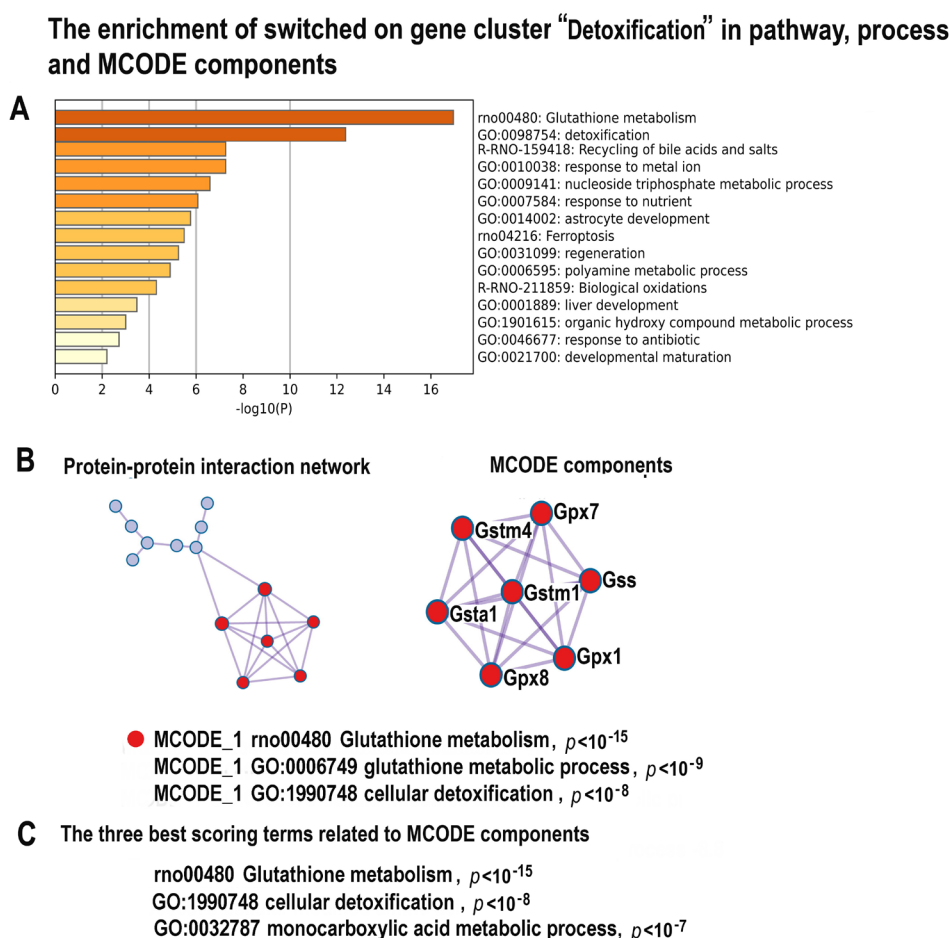 The enrichment of switched on gene cluster “Detoxification” in pathway, process
and MCODE components
A
rno00480: Glutathione metabolism
GO:0098754: detoxification
R-RNO-159418: Recycling of bile acids and salts
GO:0010038: response to metal ion
GO:0009141: nucleoside triphosphate metabolic process
GO:0007584: response to nutrient
GO:0014002: astrocyte development
rno04216: Ferroptosis
GO:0031099: regeneration
GO:0006595: polyamine metabolic process
R-RNO-211859: Biological oxidations
GO:0001889: liver development
GO:1901615: organic hydroxy compound metabolic process
GO:0046677: response to antibiotic
GO:0021700: developmental maturation
0 2 4 6 8 10 12 14 16
-log10(P)
B
Protein-protein interaction network
MCODE components
Gpx7
Gstm4
Gss
Gstm1
Gsta1
Gpx1
Gpx8
MCODE_1 rno00480 Glutathione metabolism, p<10-15
MCODE_1 GO:0006749 glutathione metabolic process, p<10-9
MCODE_1 GO:1990748 cellular detoxification, p<10-8
C The three best scoring terms related to MCODE components
rno00480 Glutathione metabolism, p<10-15
GO:1990748 cellular detoxification, p<10-8
GO:0032787 monocarboxylic acid metabolic process, p<10-7